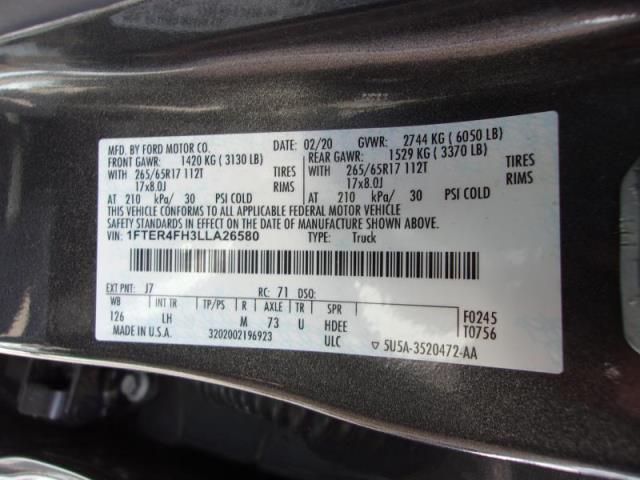 MFD. BY FORD MOTOR CO. DATE: 02/20 GVWR: 2744 KG ( 6050 LB)
FRONT GAWR: 1420 KG ( 3130 LB) REAR GAWR: 1529 KG ( 3370 LB)
WITH 265/65R17 112T TIRES WITH 265/65R17 112T TIRES
17x8.0J RIMS 17x8.0J RIMS
AT 210 kPa/ 30 PSI COLD AT 210 kPa/ 30 PSI COLD
THIS VEHICLE CONFORMS TO ALL APPLICABLE FEDERAL MOTOR VEHICLE
SAFETY STANDARDS IN EFFECT ON THE DATE OF MANUFACTURE SHOWN ABOVE.
VIN: 1FTER4FH3LLA26580 TYPE: Truck
EXT PNT: J7 RC: 71 DSO:
WB INT TR TP/PS R AXLE TR SPR F0245
126 LH M 73 U HDEE T0756
MADE IN U.S.A. 3202002196923 ULC 5U5A-3520472-AA